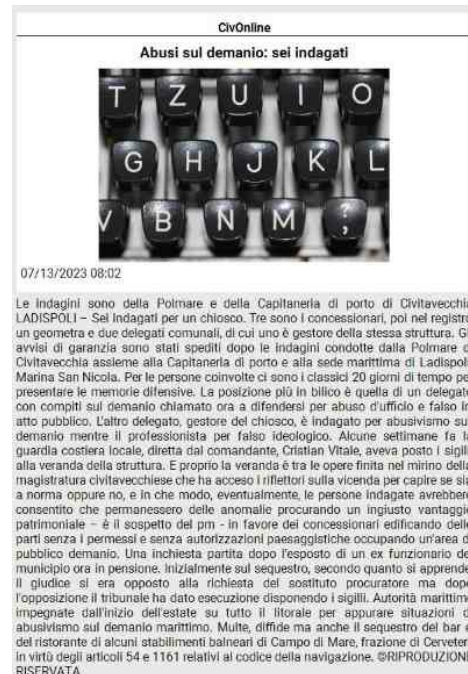 CivOnline
Abusi sul demanio: sei indagati
T Z U I O
G H J K L
V B N M ? ;
07/13/2023 08:02
Le indagini sono della Polmare e della Capitaneria di porto di Civitavecchia
LADISPOLI – Sei indagati per un chiosco. Tre sono i concessionari, poi nel registro
un geometra e due delegati comunali, di cui uno è gestore della stessa struttura. G
avvisi di garanzia sono stati spediti dopo le indagini condotte dalla Polmare d
Civitavecchia assieme alla Capitaneria di porto e alla sede marittima di Ladispol
Marina San Nicola. Per le persone coinvolte ci sono i classici 20 giorni di tempo pe
presentare le memorie difensive. La posizione più in bilico è quella di un delegato
con compiti sul demanio chiamato ora a difendersi per abuso d'ufficio e falso in
atto pubblico. L'altro delegato, gestore del chiosco, è indagato per abusivismo su
demanio mentre il professionista per falso ideologico. Alcune settimane fa la
guardia costiera locale, diretta dal comandante, Cristian Vitale, aveva posto i sigill
alla veranda della struttura. E proprio la veranda è tra le opere finita nel mirino della
magistratura civitavecchiese che ha acceso i riflettori sulla vicenda per capire se sia
a norma oppure no, e in che modo, eventualmente, le persone indagate avrebbero
consentito che permanessero delle anomalie procurando un ingiusto vantaggio
patrimoniale – è il sospetto del pm - in favore dei concessionari edificando delle
parti senza i permessi e senza autorizzazioni paesaggistiche occupando un'area d
pubblico demanio. Una inchiesta partita dopo l'esposto di un ex funzionario de
municipio ora in pensione. Inizialmente sul sequestro, secondo quanto si apprende
il giudice si era opposto alla richiesta del sostituto procuratore ma dopo
l'opposizione il tribunale ha dato esecuzione disponendo i sigilli. Autorità marittime
impegnate dall'inizio dell'estate su tutto il litorale per appurare situazioni d
abusivismo sul demanio marittimo. Multe, diffide ma anche il sequestro del bar e
del ristorante di alcuni stabilimenti balneari di Campo di Mare, frazione di Cerveteri
in virtù degli articoli 54 e 1161 relativi al codice della navigazione. ©RIPRODUZIONE
RISERVATA